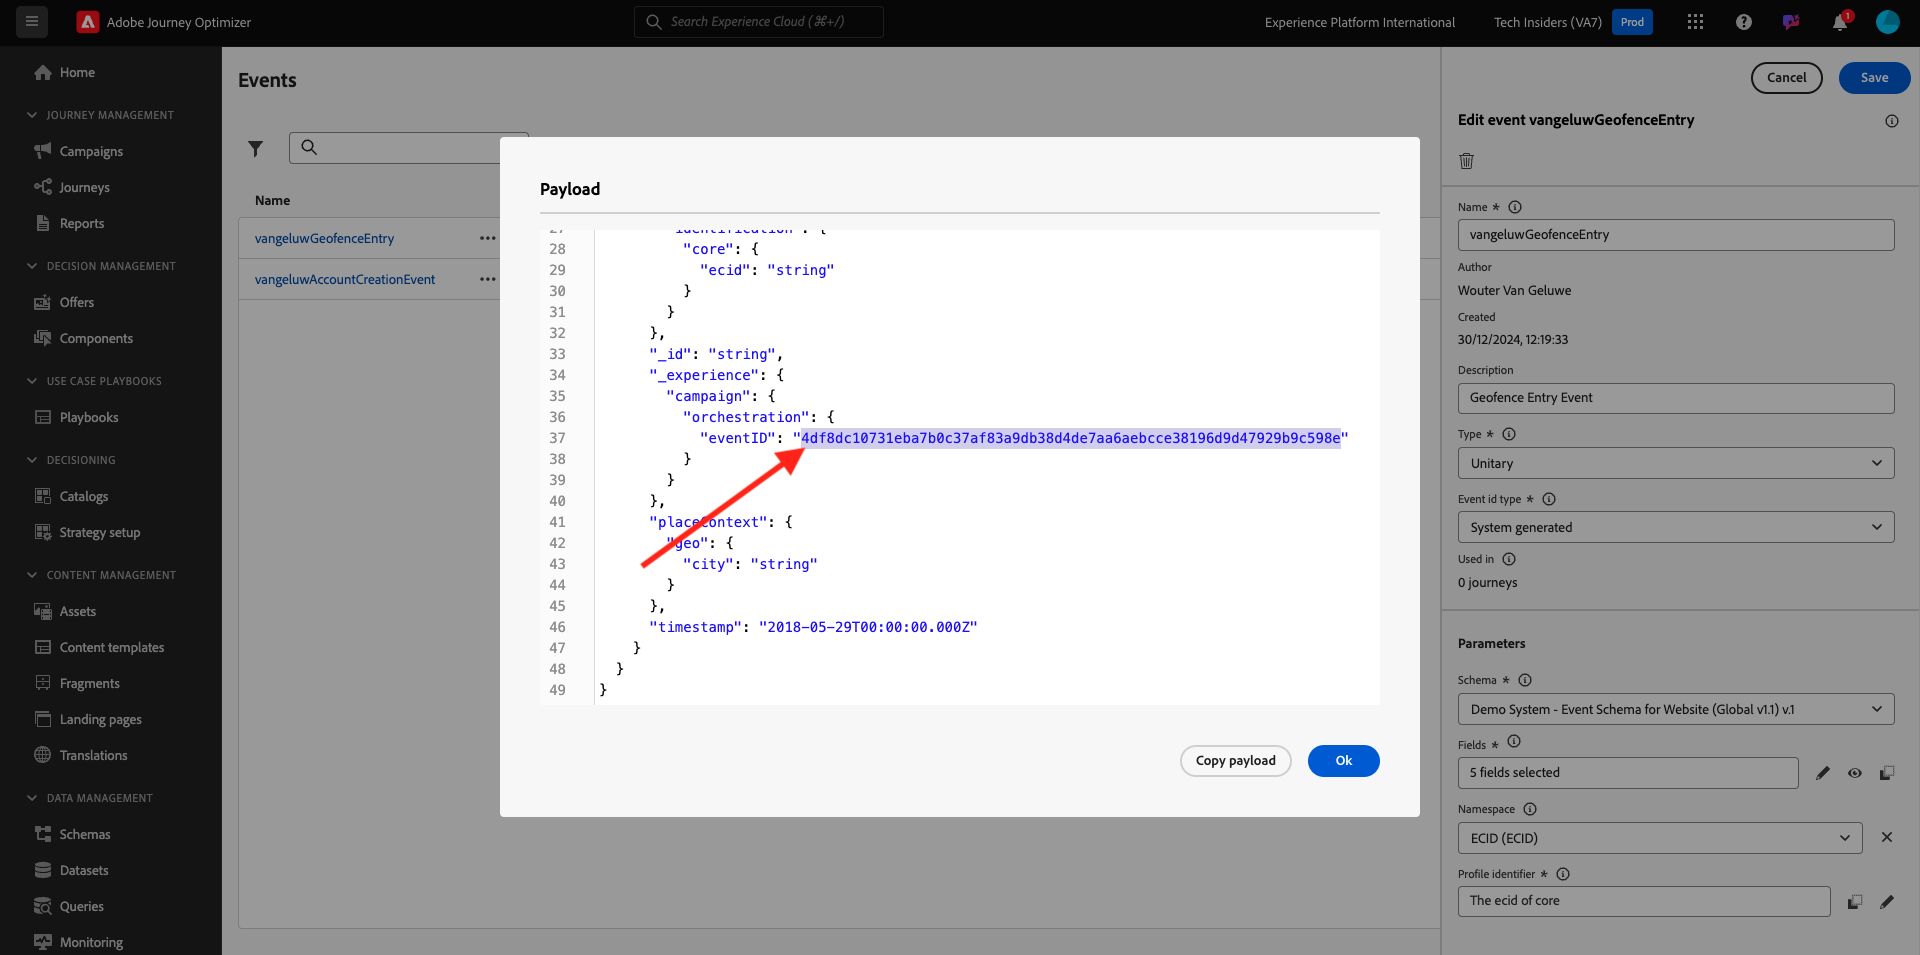 Adobe Journey Optimizer
Search Experience Cloud (⌘+/)
Experience Platform International
Tech Insiders (VA7)
Prod
1
Home
JOURNEY MANAGEMENT
Campaigns
Journeys
Reports
DECISION MANAGEMENT
Offers
Components
USE CASE PLAYBOOKS
Playbooks
DECISIONING
Catalogs
Strategy setup
CONTENT MANAGEMENT
Assets
Content templates
Fragments
Landing pages
Translations
DATA MANAGEMENT
Schemas
Datasets
Queries
Monitoring
Events
Name
vangeluwGeofenceEntry
vangeluwAccountCreationEvent
Payload
27 "identification": {
28 "core": {
29 "ecid": "string"
30 }
31 }
32 },
33 "_id": "string",
34 "_experience": {
35 "campaign": {
36 "orchestration": {
37 "eventID": "4df8dc10731eba7b0c37af83a9db38d4de7aa6aebcce38196d9d47929b9c598e"
38 }
39 }
40 },
41 "placeContext": {
42 "geo": {
43 "city": "string"
44 }
45 },
46 "timestamp": "2018-05-29T00:00:00.000Z"
47 }
48 }
49 }
Copy payload
Ok
Cancel
Save
Edit event vangeluwGeofenceEntry
Name *
vangeluwGeofenceEntry
Author
Wouter Van Geluwe
Created
30/12/2024, 12:19:33
Description
Geofence Entry Event
Type *
Unitary
Event id type *
System generated
Used in
0 journeys
Parameters
Schema *
Demo System - Event Schema for Website (Global v1.1) v.1
Fields *
5 fields selected
Namespace
ECID (ECID)
Profile identifier *
The ecid of core